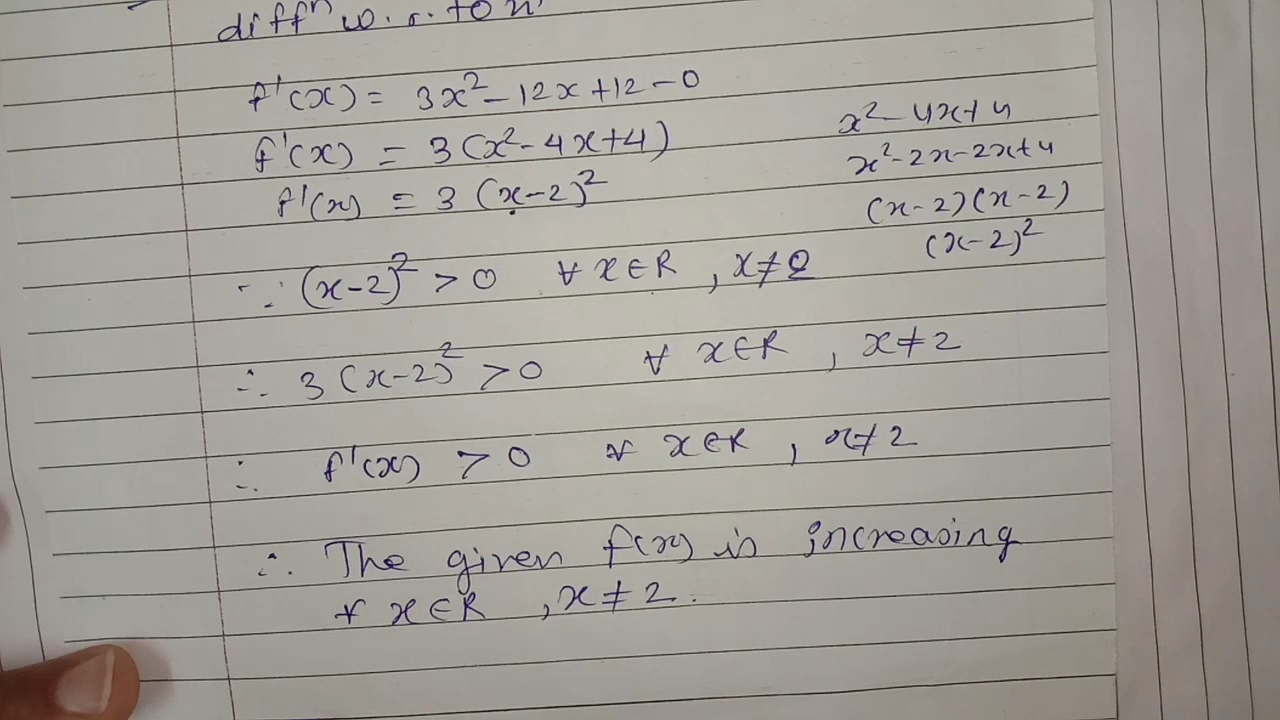 diffⁿ w.r.to x
f'(x) = 3x² - 12x + 12 - 0
f'(x) = 3(x² - 4x + 4)
f'(x) = 3(x-2)²
x² - 4x + 4
x² - 2x - 2x + 4
(x-2)(x-2)
(x-2)²
∵ (x-2)² > 0 ∀ x∈R , x≠2
∴ 3(x-2)² > 0 ∀ x∈R , x≠2
∴ f'(x) > 0 ∀ x∈R , x≠2
∴ The given f(x) is increasing
∀ x∈R , x≠2.